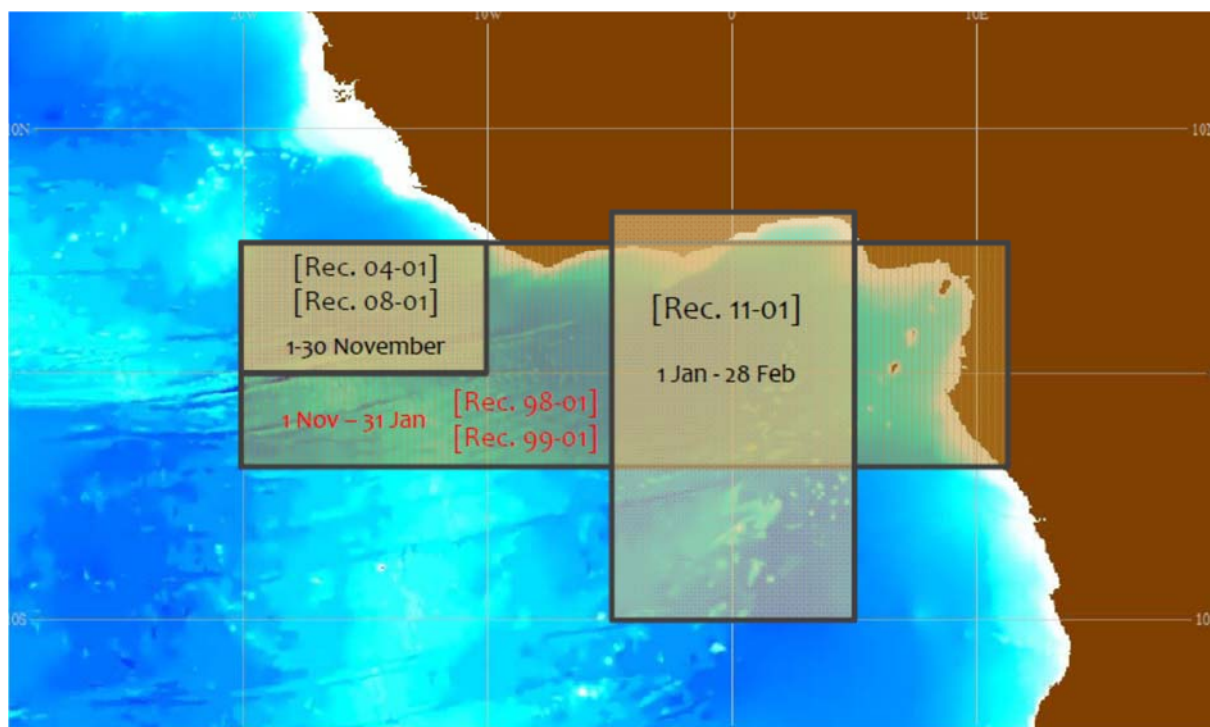 20W 10W 0 10E
10N
[Rec. 04-01]
[Rec. 08-01]
1-30 November
[Rec. 11-01]
1 Jan - 28 Feb
1 Nov – 31 Jan
[Rec. 98-01]
[Rec. 99-01]
10S